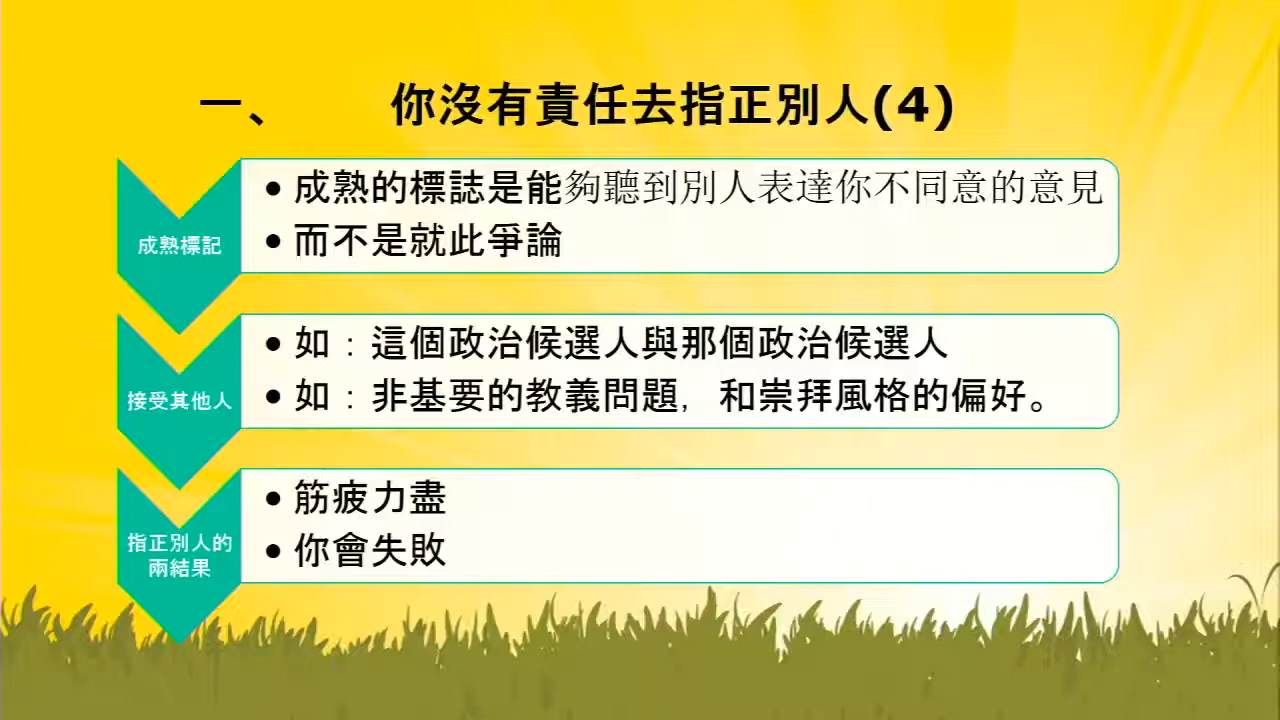 一、 你沒有責任去指正別人(4)
成熟標記
• 成熟的標誌是能夠聽到別人表達你不同意的意見
• 而不是就此爭論
接受其他人
• 如：這個政治候選人與那個政治候選人
• 如：非基要的教義問題，和崇拜風格的偏好。
指正別人的
兩結果
• 筋疲力盡
• 你會失敗